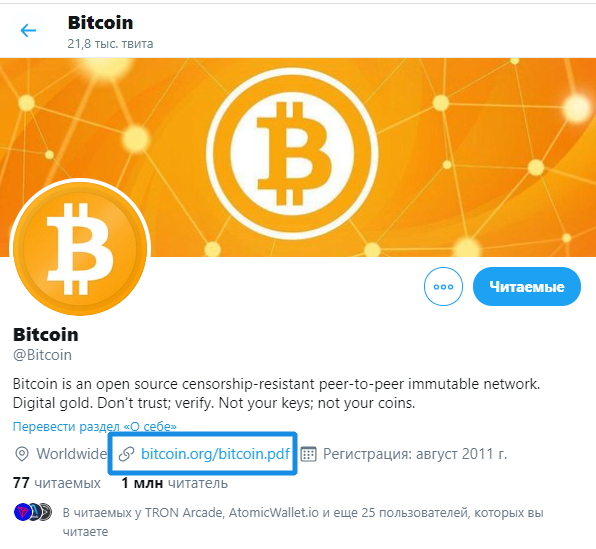 Bitcoin
21,8 тыс. твита
Читаемые
Bitcoin
@Bitcoin
Bitcoin is an open source censorship-resistant peer-to-peer immutable network.
Digital gold. Don't trust; verify. Not your keys; not your coins.
Перевести раздел «О себе»
Worldwide bitcoin.org/bitcoin.pdf Регистрация: август 2011 г.
77 читаемых 1 млн читатель
В читаемых у TRON Arcade, AtomicWallet.io и еще 25 пользователей, которых вы
читаете